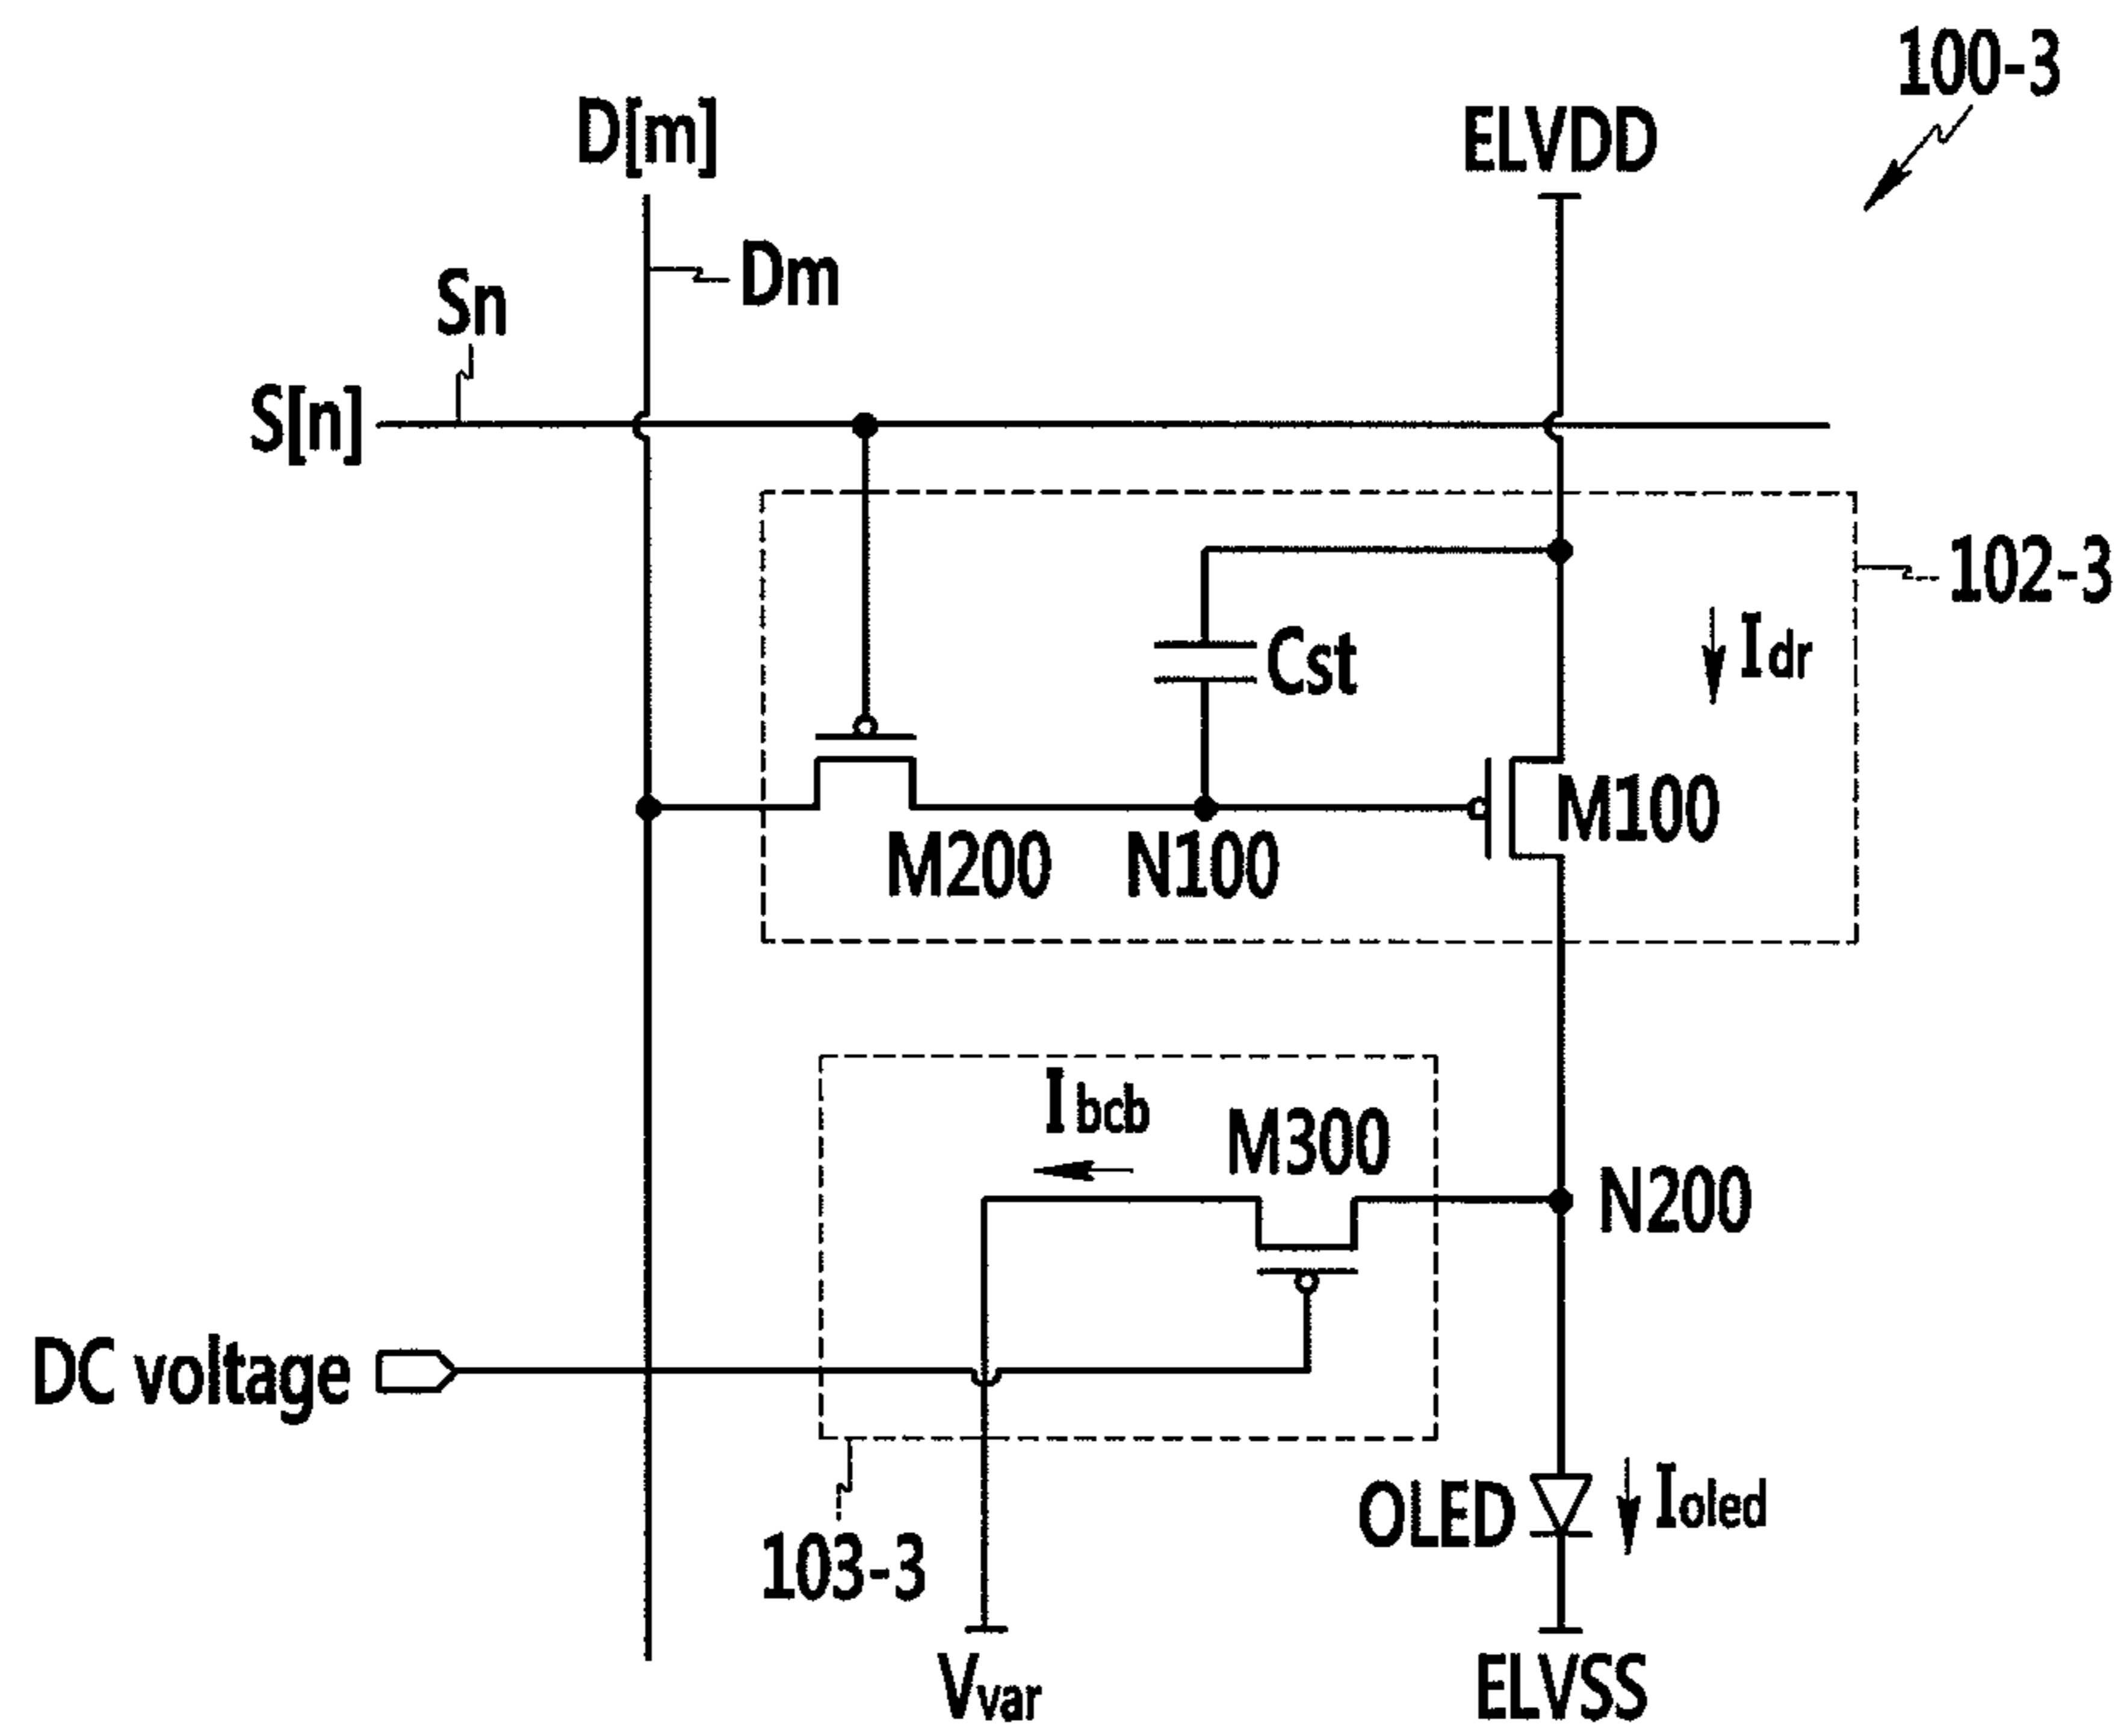 100-3
D[m]
ELVDD
Dm
Sn
S[n]
102-3
Idr
Cst
M100
M200
N100
Ibcb
M300
N200
DC voltage
OLED
Ioled
103-3
Vvar
ELVSS